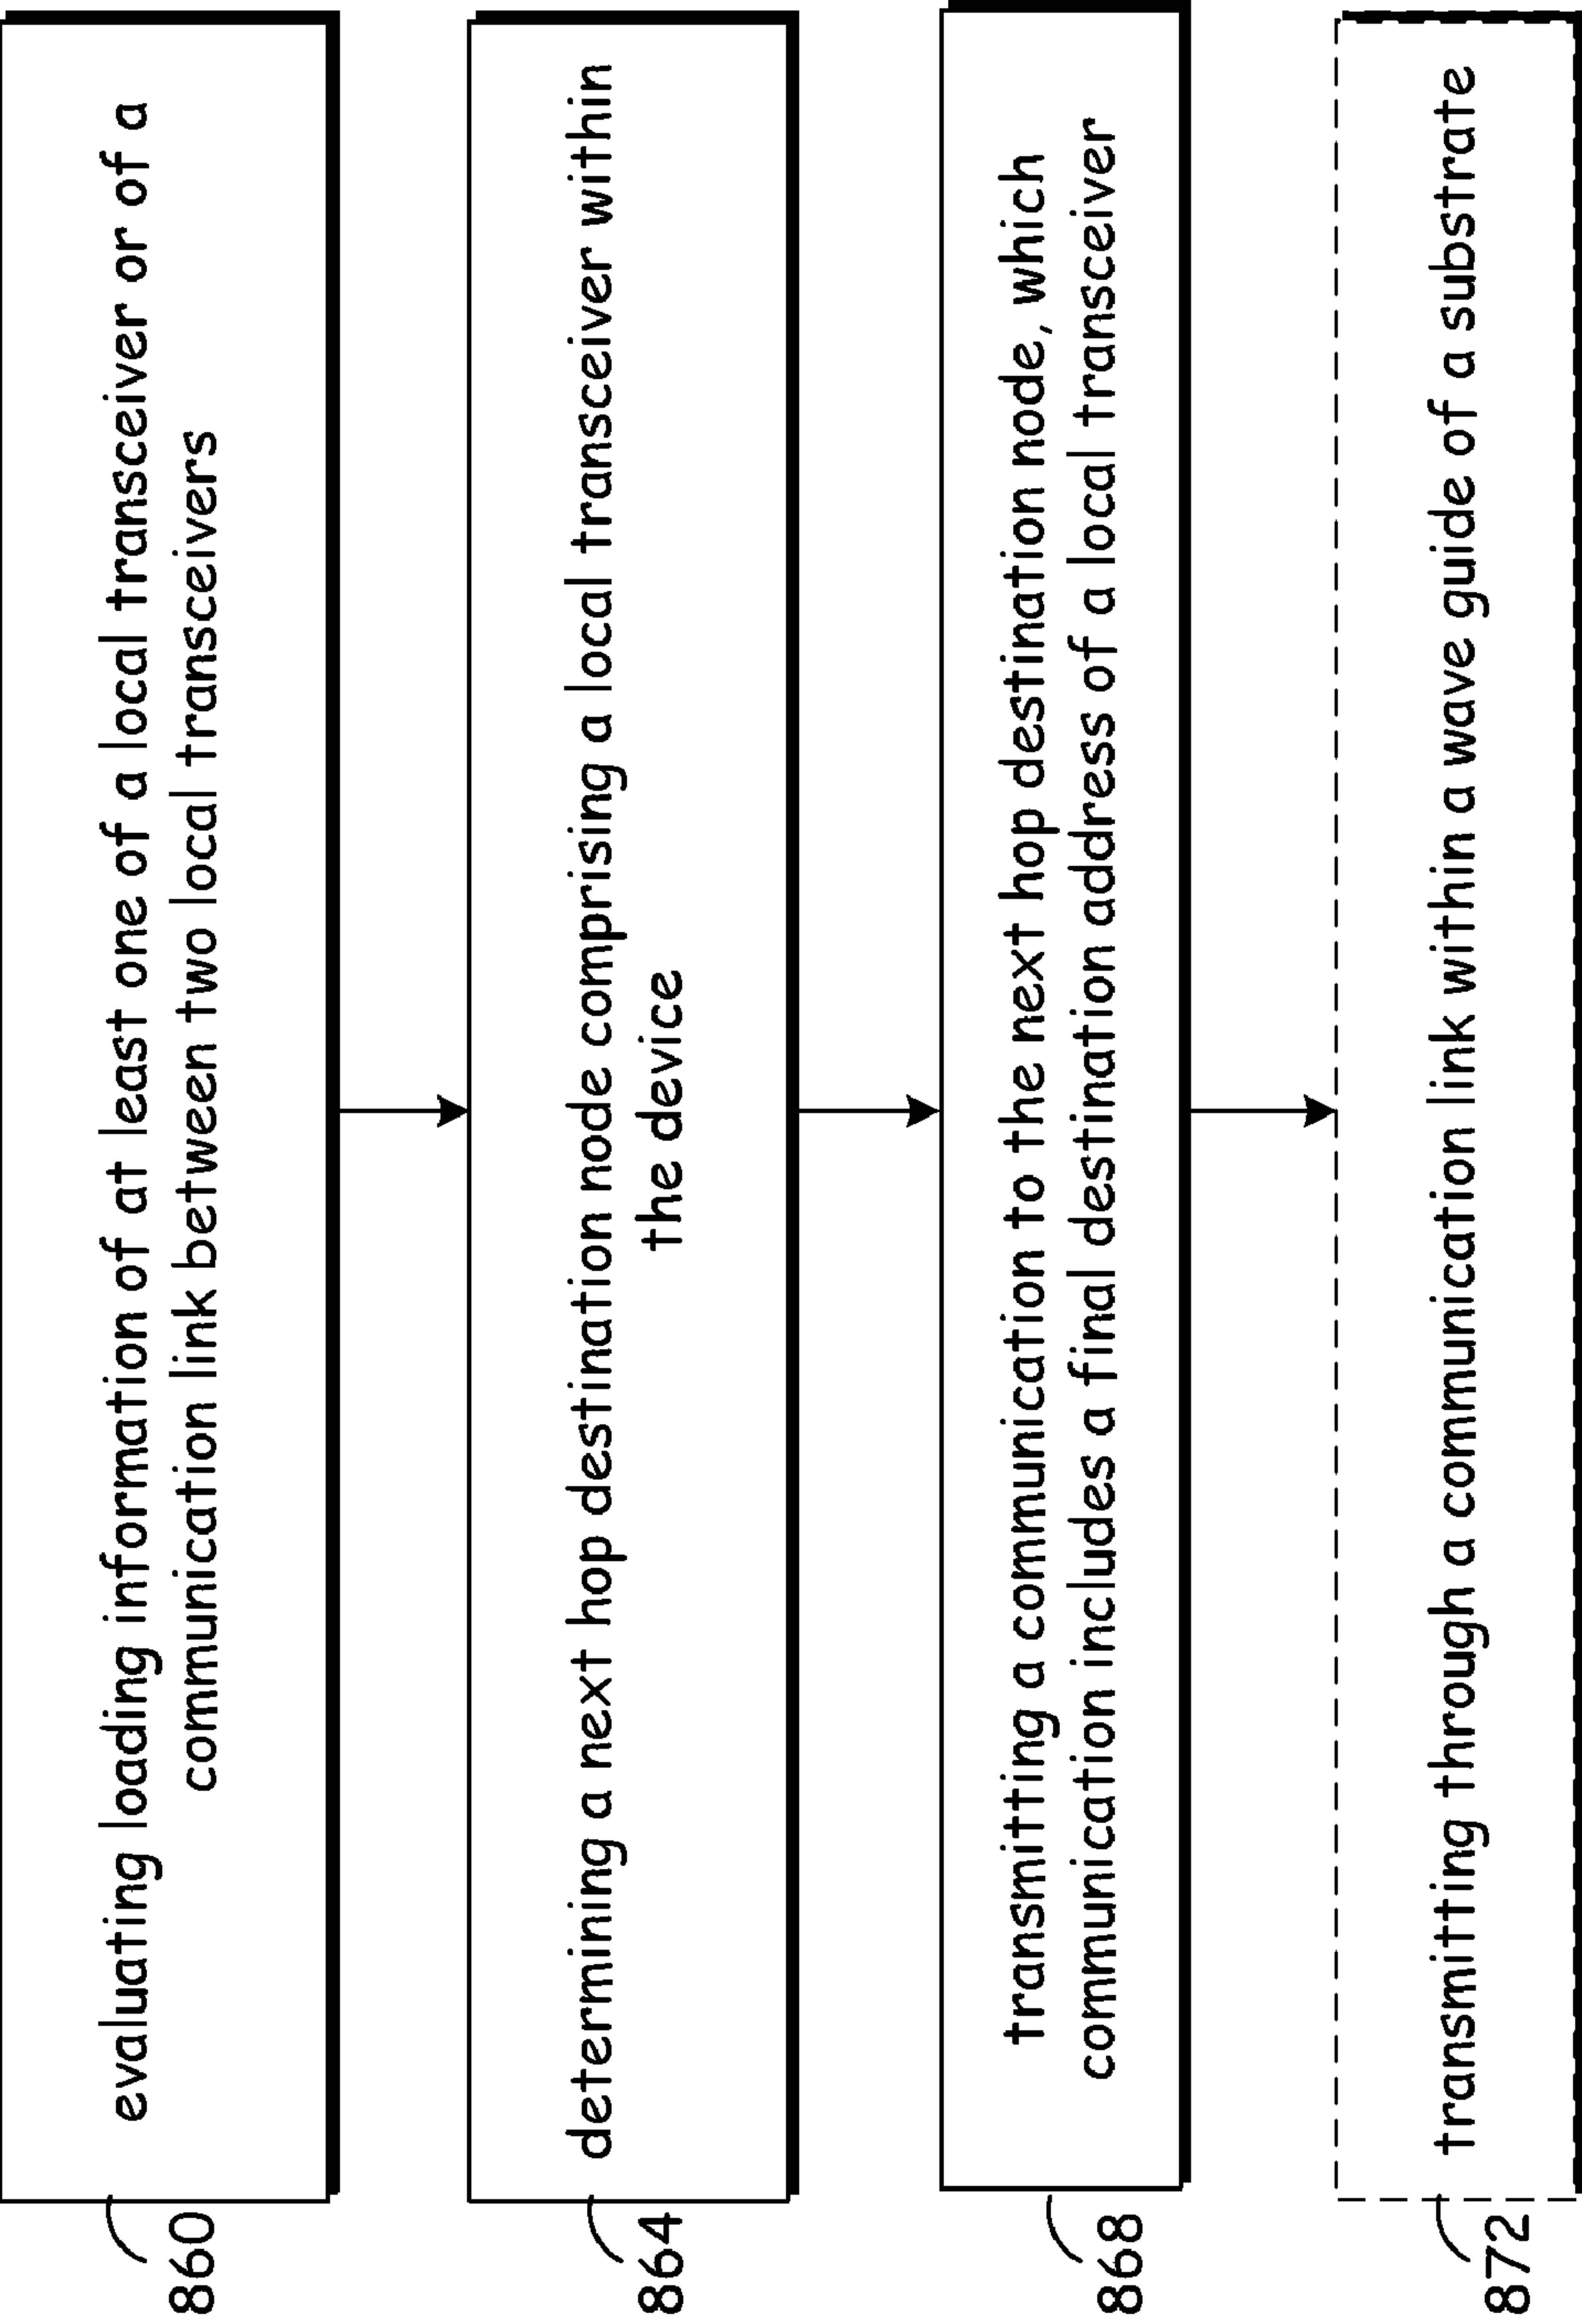 evaluating loading information of at least one of a local transceiver or of a
communication link between two local transceivers
860
determining a next hop destination node comprising a local transceiver within
the device
864
transmitting a communication to the next hop destination node, which
communication includes a final destination address of a local transceiver
868
transmitting through a communication link within a wave guide of a substrate
872